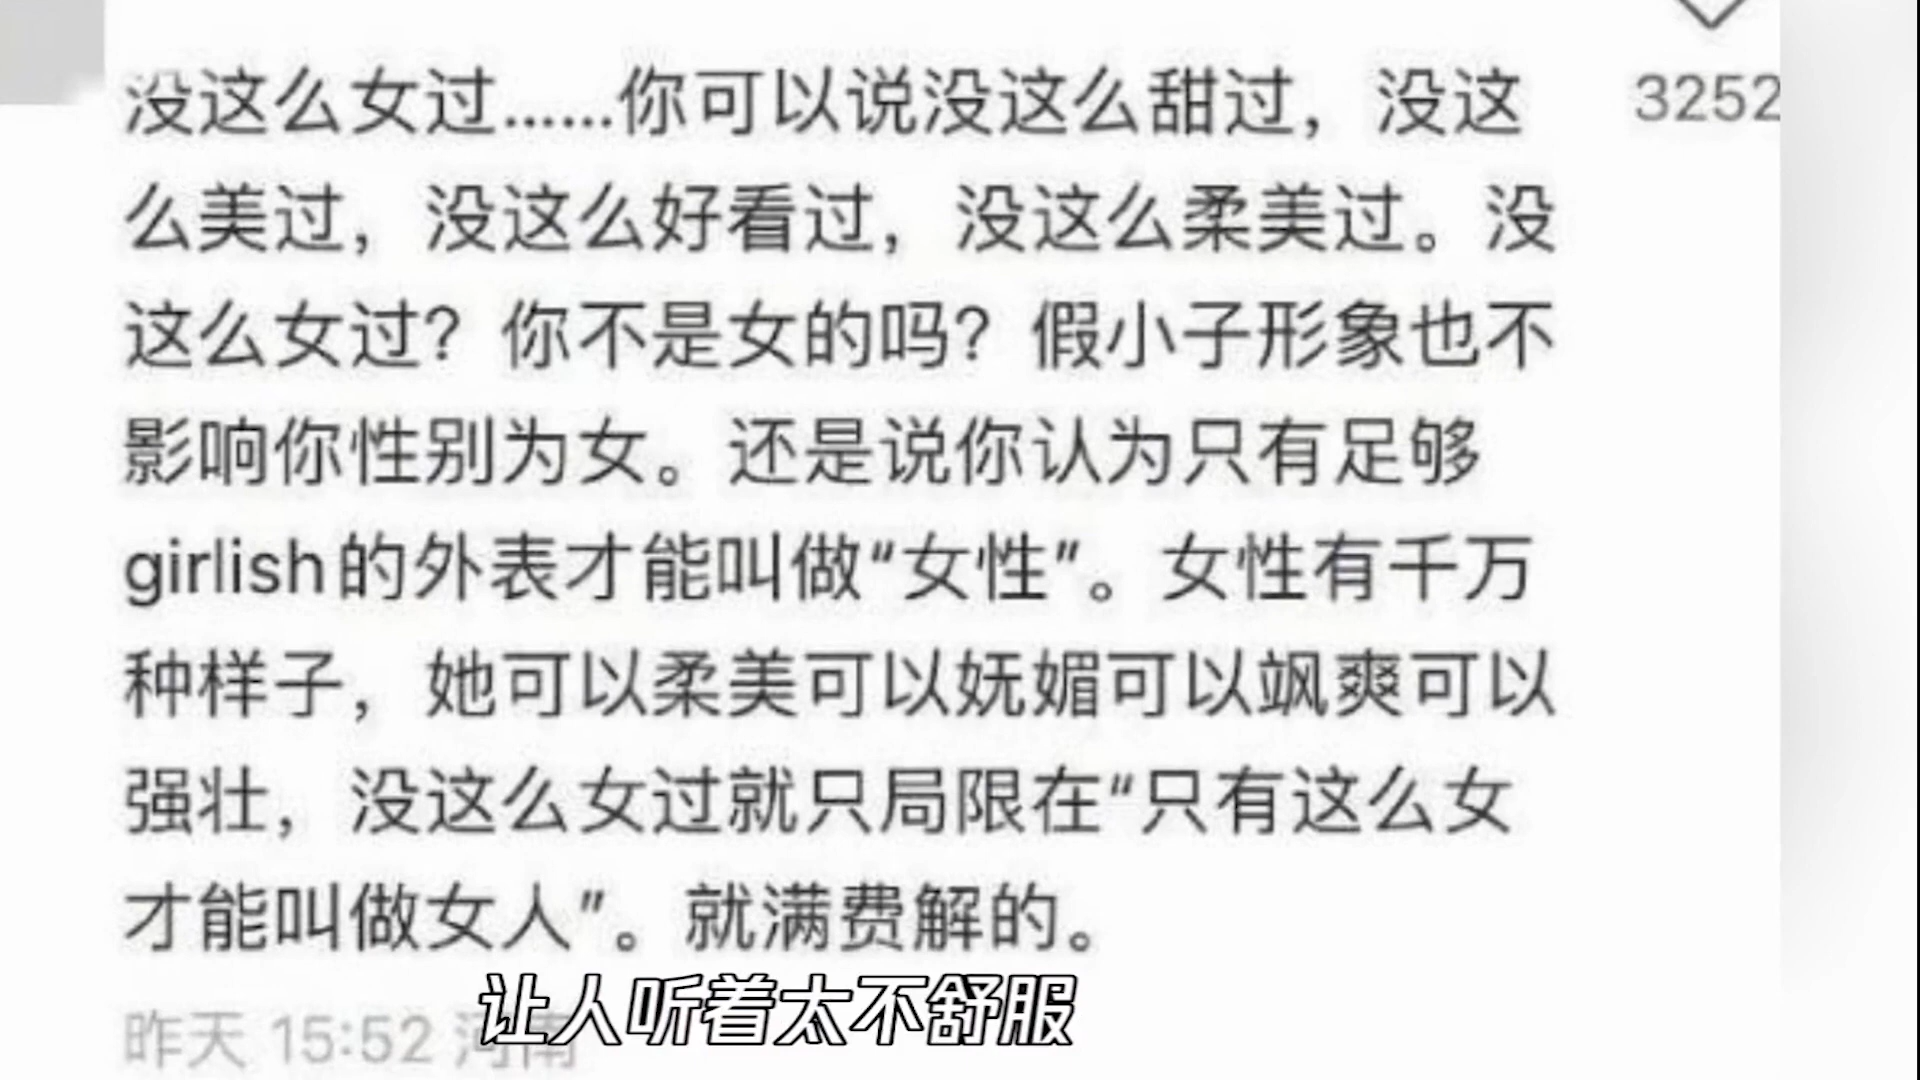 没这么女过……你可以说没这么甜过，没这
3252
么美过，没这么好看过，没这么柔美过。没
这么女过？你不是女的吗？假小子形象也不
影响你性别为女。还是说你认为只有足够
girlish的外表才能叫做“女性”。女性有千万
种样子，她可以柔美可以妩媚可以飒爽可以
强壮，没这么女过就只局限在“只有这么女
才能叫做女人”。就满费解的。
让人听着太不舒服
昨天 15:52 河南